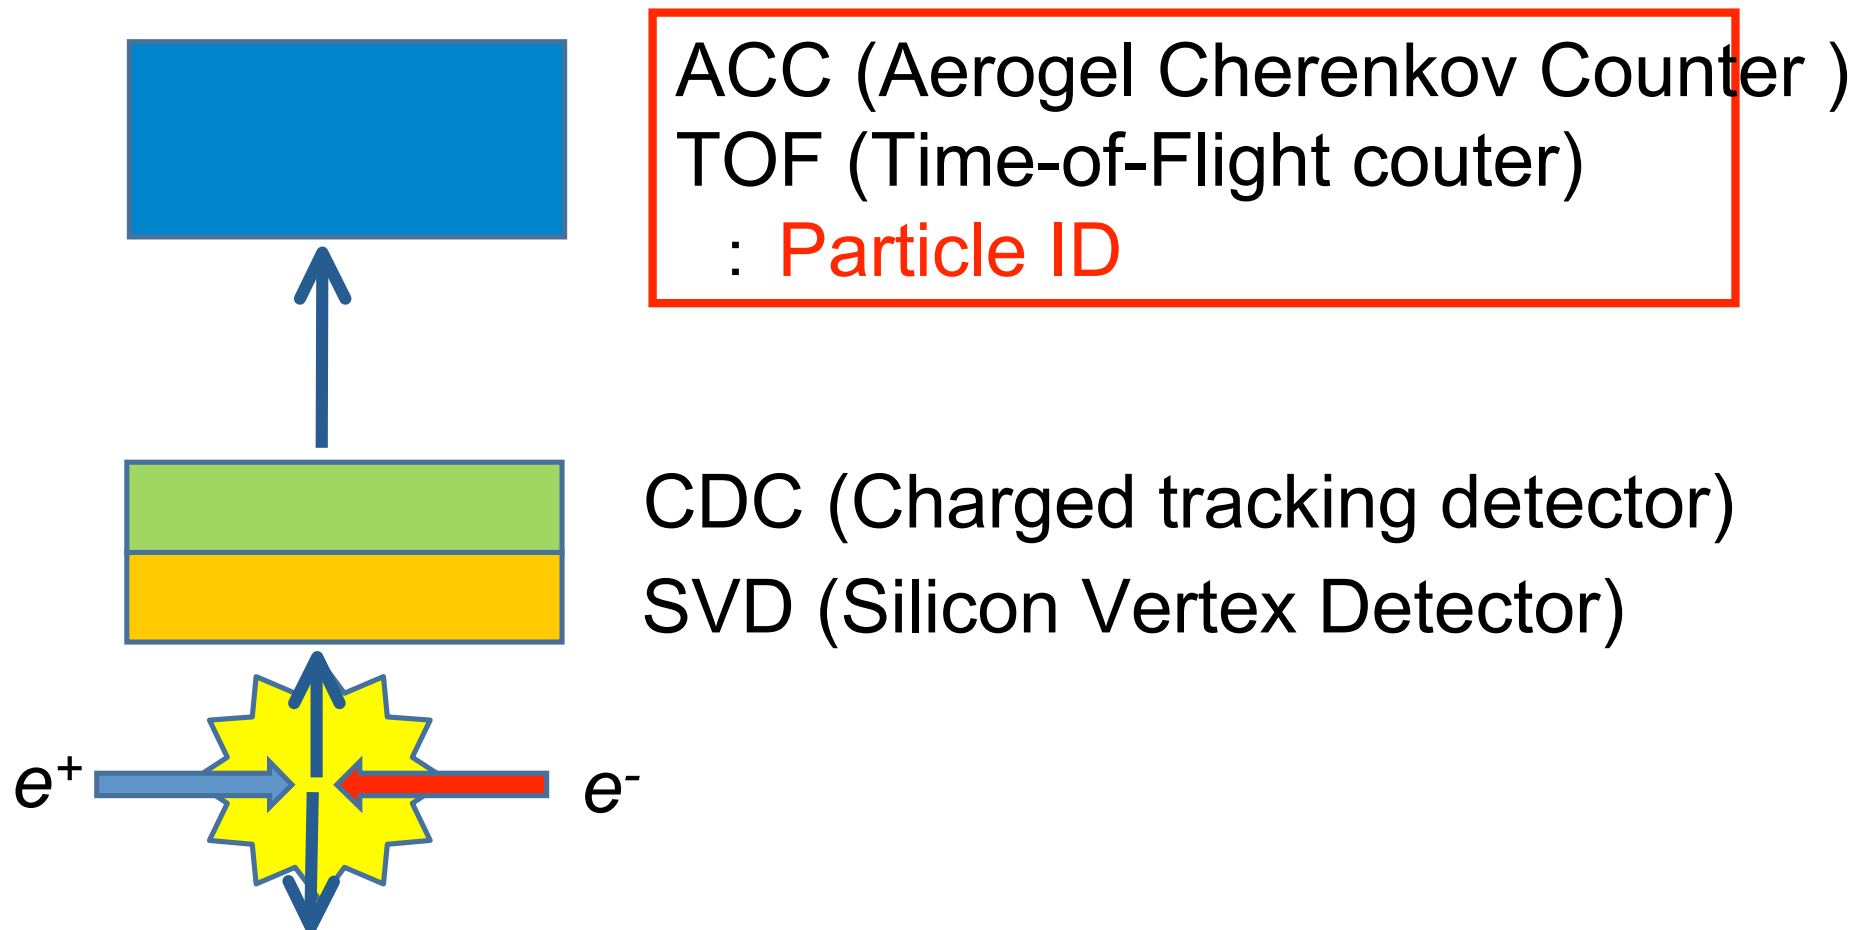 ACC (Aerogel Cherenkov Counter )
TOF (Time-of-Flight couter)
: Particle ID
CDC (Charged tracking detector)
SVD (Silicon Vertex Detector)
e+
e-